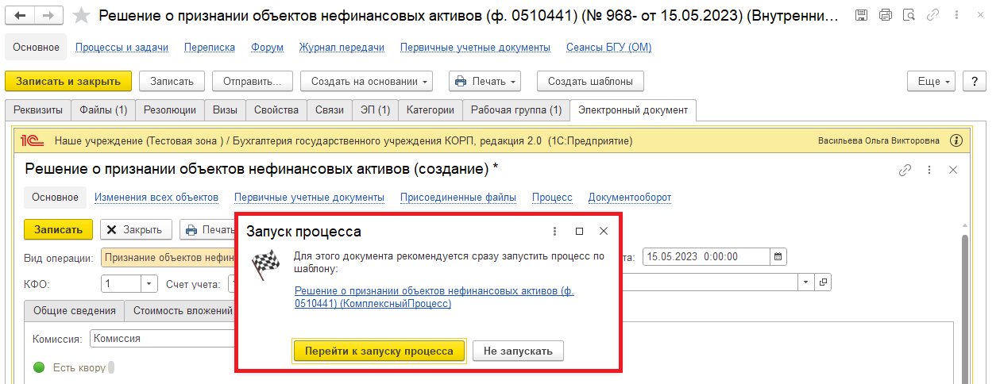 Решение о признании объектов нефинансовых активов (ф. 0510441) (№ 968- от 15.05.2023) (Внутренни...
Основное Процессы и задачи Переписка Форум Журнал передачи Первичные учетные документы Сеансы БГУ (ОМ)
Записать и закрыть Записать Отправить... Создать на основании Печать Создать шаблоны Еще ?
Реквизиты Файлы (1) Резолюции Визы Свойства Связи ЭП (1) Категории Рабочая группа (1) Электронный документ
1С Наше учреждение (Тестовая зона ) / Бухгалтерия государственного учреждения КОРП, редакция 2.0 (1С:Предприятие) Васильева Ольга Викторовна
Решение о признании объектов нефинансовых активов (создание) *
Основное Изменения всех объектов Первичные учетные документы Присоединенные файлы Процесс Документооборот
Записать Закрыть Печать
Вид операции: Признание объектов нефин
та: 15.05.2023 0:00:00
КФО: 1 Счет учета:
Общие сведения Стоимость вложений
Комиссия: Комиссия
Есть квору
Запуск процесса
Для этого документа рекомендуется сразу запустить процесс по
шаблону:
Решение о признании объектов нефинансовых активов (ф.
0510441) (КомплексныйПроцесс)
Перейти к запуску процесса Не запускать